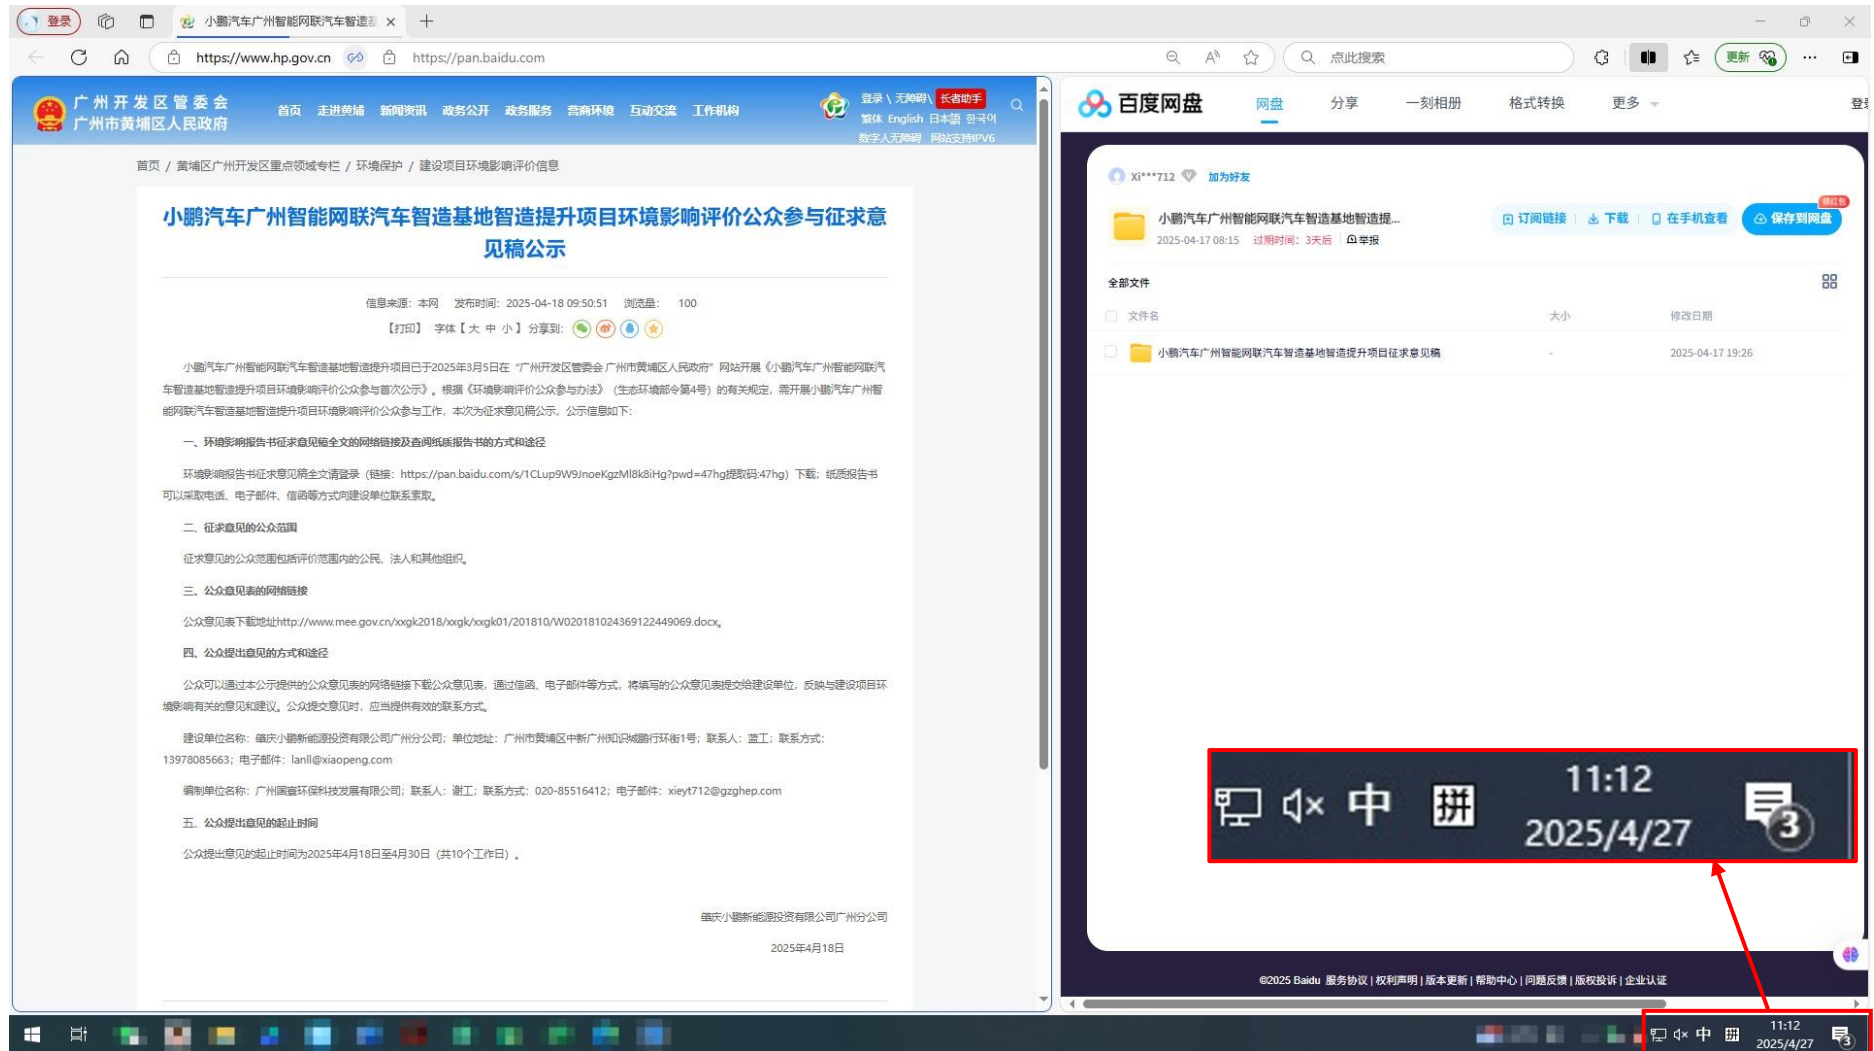 登录
小鹏汽车广州智能网联汽车智造基
https://www.hp.gov.cn
https://pan.baidu.com
点此搜索
更新
广州开发区管委会
广州市黄埔区人民政府
首页 走进黄埔 新闻资讯 政务公开 政务服务 营商环境 互动交流 工作机构
登录 \ 无障碍\ 长者助手
繁体 English 日本語 한국어
数字人无障碍 网站支持IPV6
首页 / 黄埔区广州开发区重点领域专栏 / 环境保护 / 建设项目环境影响评价信息
小鹏汽车广州智能网联汽车智造基地智造提升项目环境影响评价公众参与征求意
见稿公示
信息来源：本网 发布时间：2025-04-18 09:50:51 浏览量： 100
【打印】 字体【 大 中 小 】 分享到:
小鹏汽车广州智能网联汽车智造基地智造提升项目已于2025年3月5日在“广州开发区管委会 广州市黄埔区人民政府”网站开展《小鹏汽车广州智能网联汽
车智造基地智造提升项目环境影响评价公众参与首次公示》。根据《环境影响评价公众参与办法》（生态环境部令第4号）的有关规定，需开展小鹏汽车广州智
能网联汽车智造基地智造提升项目环境影响评价公众参与工作，本次为征求意见稿公示，公示信息如下：
一、环境影响报告书征求意见稿全文的网络链接及查阅纸质报告书的方式和途径
环境影响报告书征求意见稿全文请登录（链接：https://pan.baidu.com/s/1CLup9W9JnoeKgzMl8k8iHg?pwd=47hg提取码:47hg）下载；纸质报告书
可以采取电话、电子邮件、信函等方式向建设单位联系索取。
二、征求意见的公众范围
征求意见的公众范围包括评价范围内的公民、法人和其他组织。
三、公众意见表的网络链接
公众意见表下载地址http://www.mee.gov.cn/xxgk2018/xxgk/xxgk01/201810/W020181024369122449069.docx。
四、公众提出意见的方式和途径
公众可以通过本公示提供的公众意见表的网络链接下载公众意见表，通过信函、电子邮件等方式，将填写的公众意见表提交给建设单位，反映与建设项目环
境影响有关的意见和建议。公众提交意见时，应当提供有效的联系方式。
建设单位名称：肇庆小鹏新能源投资有限公司广州分公司；单位地址：广州市黄埔区中新广州知识城鹏行环街1号；联系人：蓝工；联系方式：
13978085663；电子邮件：lanll@xiaopeng.com
编制单位名称：广州国寰环保科技发展有限公司；联系人：谢工；联系方式：020-85516412；电子邮件：xieyt712@gzghep.com
五、公众提出意见的起止时间
公众提出意见的起止时间为2025年4月18日至4月30日（共10个工作日）。
肇庆小鹏新能源投资有限公司广州分公司
2025年4月18日
百度网盘 网盘 分享 一刻相册 格式转换 更多
Xi***712 加为好友
小鹏汽车广州智能网联汽车智造基地智造提...
2025-04-17 08:15 过期时间：3天后 举报
订阅链接 下载 在手机查看 保存到网盘
领红包
全部文件
文件名 大小 修改日期
小鹏汽车广州智能网联汽车智造基地智造提升项目征求意见稿 - 2025-04-17 19:26
中 拼 11:12
2025/4/27 3
©2025 Baidu 服务协议 | 权利声明 | 版本更新 | 帮助中心 | 问题反馈 | 版权投诉 | 企业认证
中 拼 11:12
2025/4/27 3